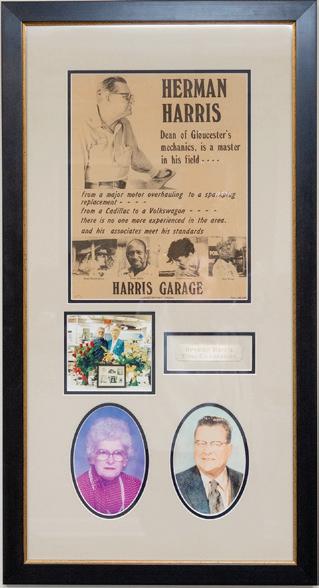 HERMAN
HARRIS
Dean of Gloucester's
mechanics, is a master
in his field - - - -
From a major motor overhauling to a sparkplug
replacement - - - -
from a Cadillac to a Volkswagon - - - -
there is no one more experienced in the area.
and his associates meet his standards
HARRIS GARAGE